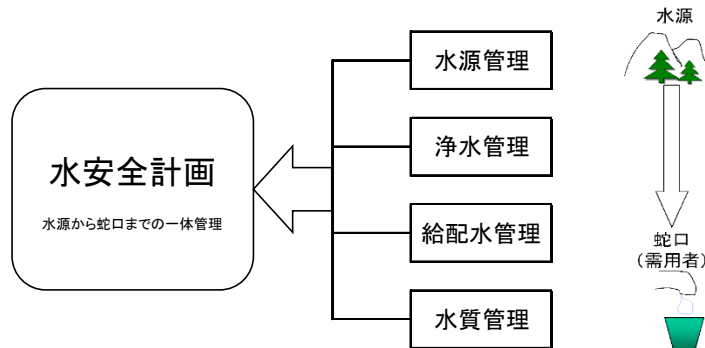 水安全計画
水源から蛇口までの一体管理
水源管理
浄水管理
給配水管理
水質管理
水源
蛇口
(需用者)